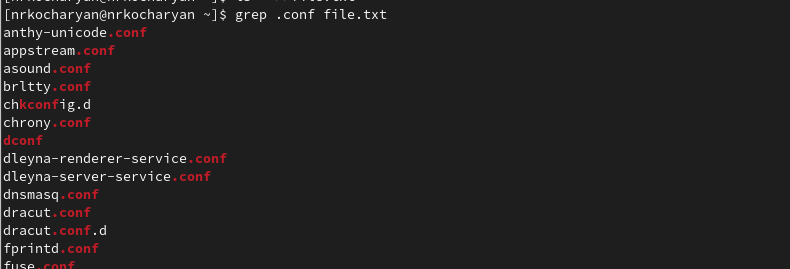 [nrkocharyan@nrkocharyan ~]$ grep .conf file.txt
anthy-unicode.conf
appstream.conf
asound.conf
brltty.conf
chkconfig.d
chrony.conf
dconf
dleyna-renderer-service.conf
dleyna-server-service.conf
dnsmasq.conf
dracut.conf
dracut.conf.d
fprintd.conf
fuse.conf